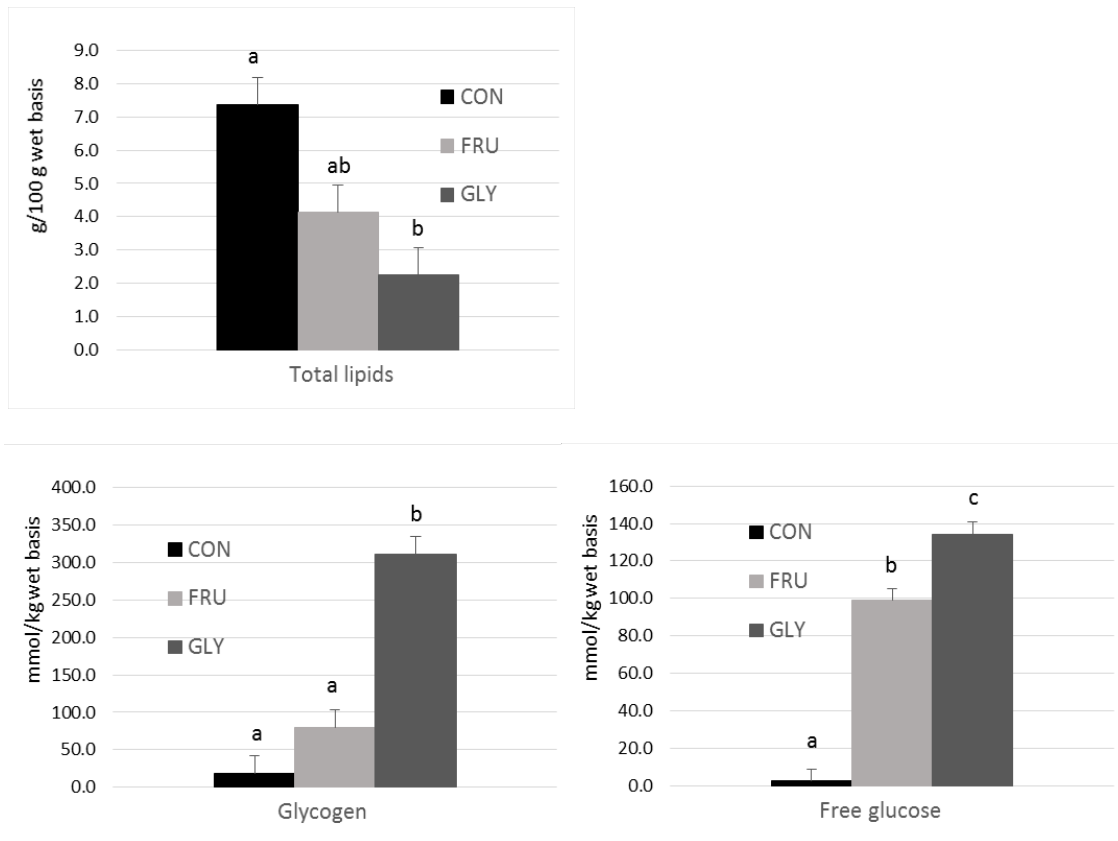 9.0
8.0
7.0
6.0
5.0
4.0
3.0
2.0
1.0
0.0
g/100 g wet basis
a
ab
b
CON
FRU
GLY
Total lipids
400.0
350.0
300.0
250.0
200.0
150.0
100.0
50.0
0.0
mmol/kgwet basis
CON
FRU
GLY
a
a
b
Glycogen
160.0
140.0
120.0
100.0
80.0
60.0
40.0
20.0
0.0
mmol/kgwet basis
CON
FRU
GLY
a
b
c
Free glucose